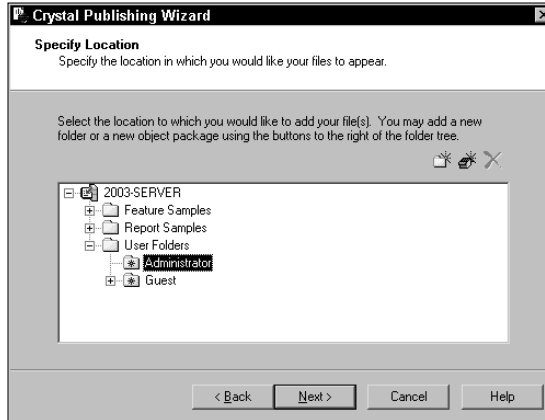 Crystal Publishing Wizard
Specify Location
Specify the location in which you would like your files to appear.
Select the location to which you would like to add your file(s). You may add a new
folder or a new object package using the buttons to the right of the folder tree.
2003-SERVER
Feature Samples
Report Samples
User Folders
Administrator
Guest
< Back Next > Cancel Help